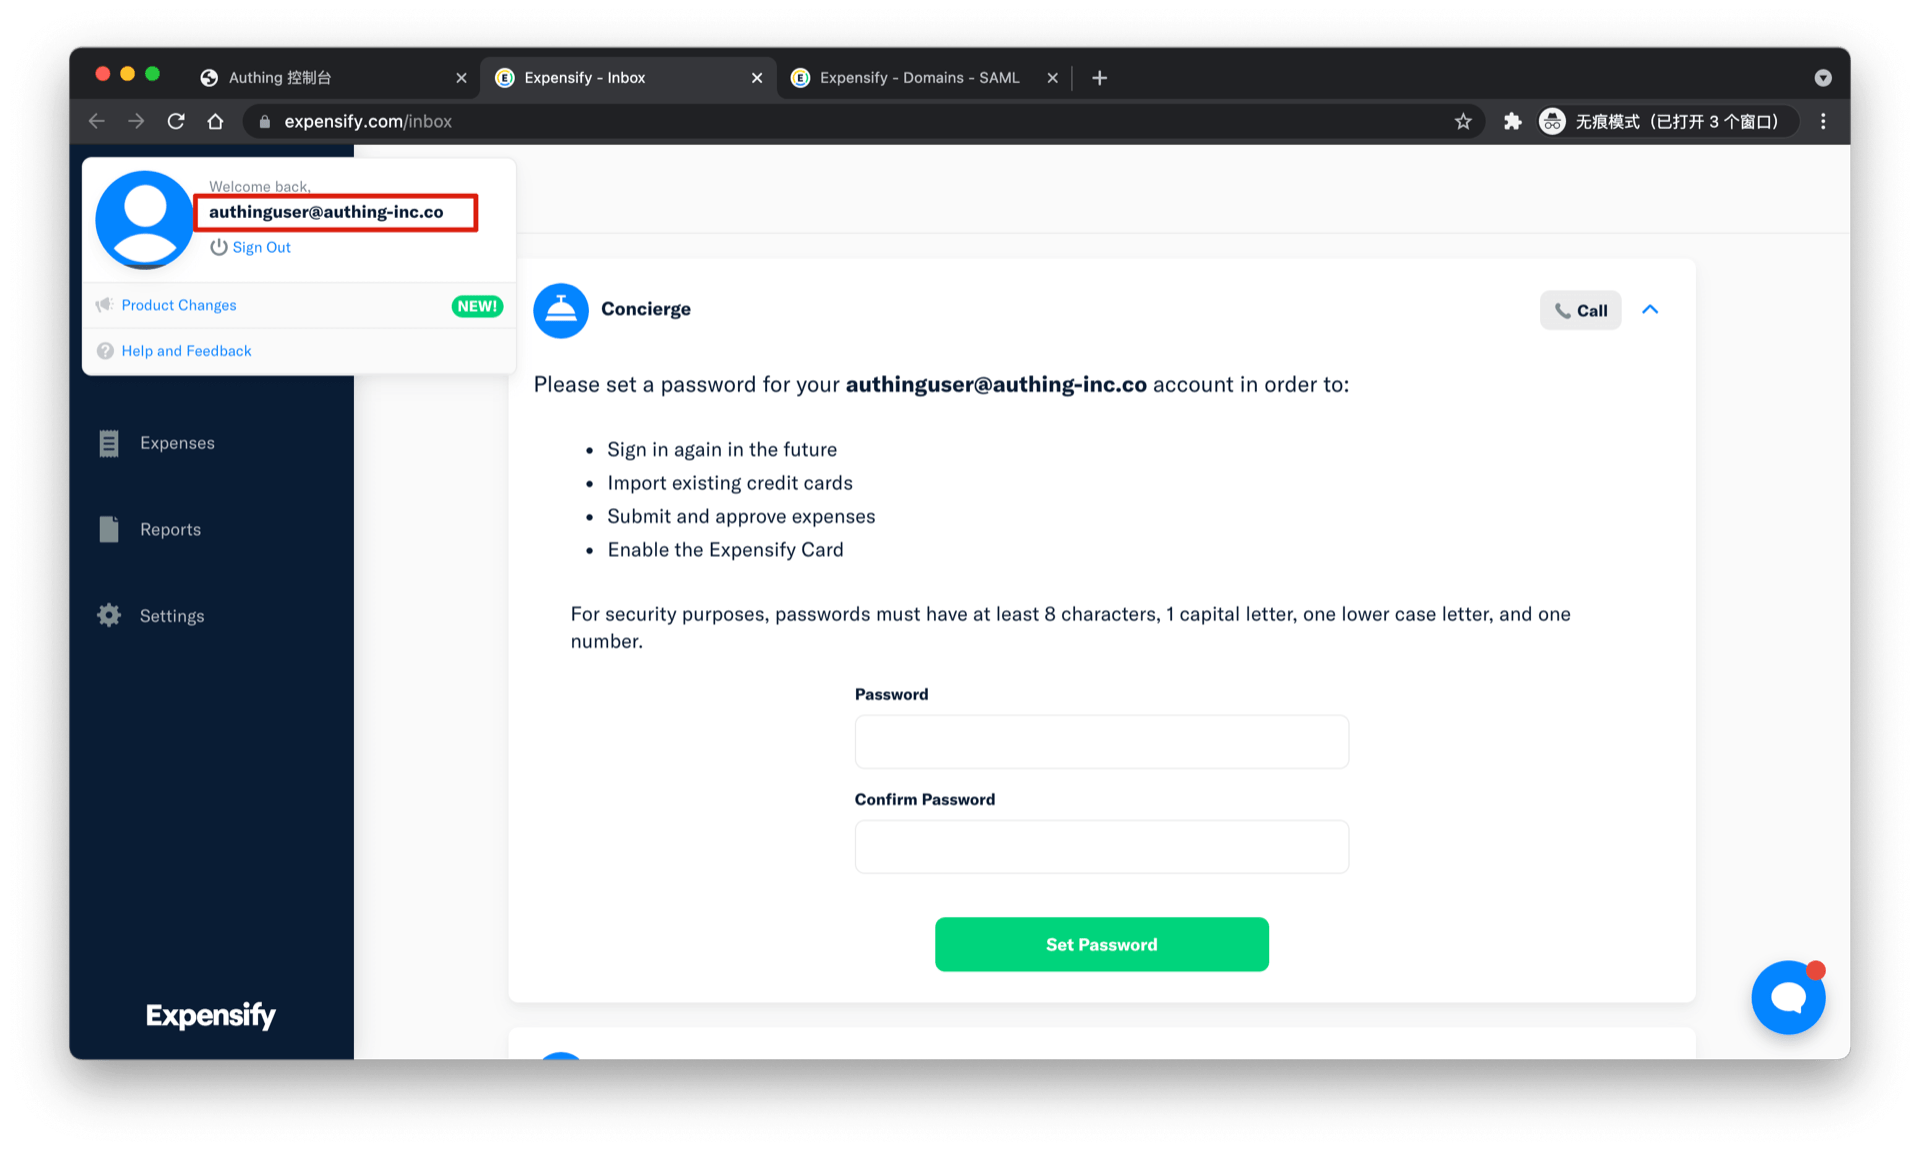 Authing 控制台
Expensify - Inbox
Expensify - Domains - SAML
expensify.com/inbox
无痕模式（已打开 3 个窗口）
Welcome back,
authinguser@authing-inc.co
Sign Out
Product Changes
NEW!
Help and Feedback
Expenses
Reports
Settings
Expensify
Concierge
Call
Please set a password for your authinguser@authing-inc.co account in order to:
• Sign in again in the future
• Import existing credit cards
• Submit and approve expenses
• Enable the Expensify Card
For security purposes, passwords must have at least 8 characters, 1 capital letter, one lower case letter, and one
number.
Password
Confirm Password
Set Password